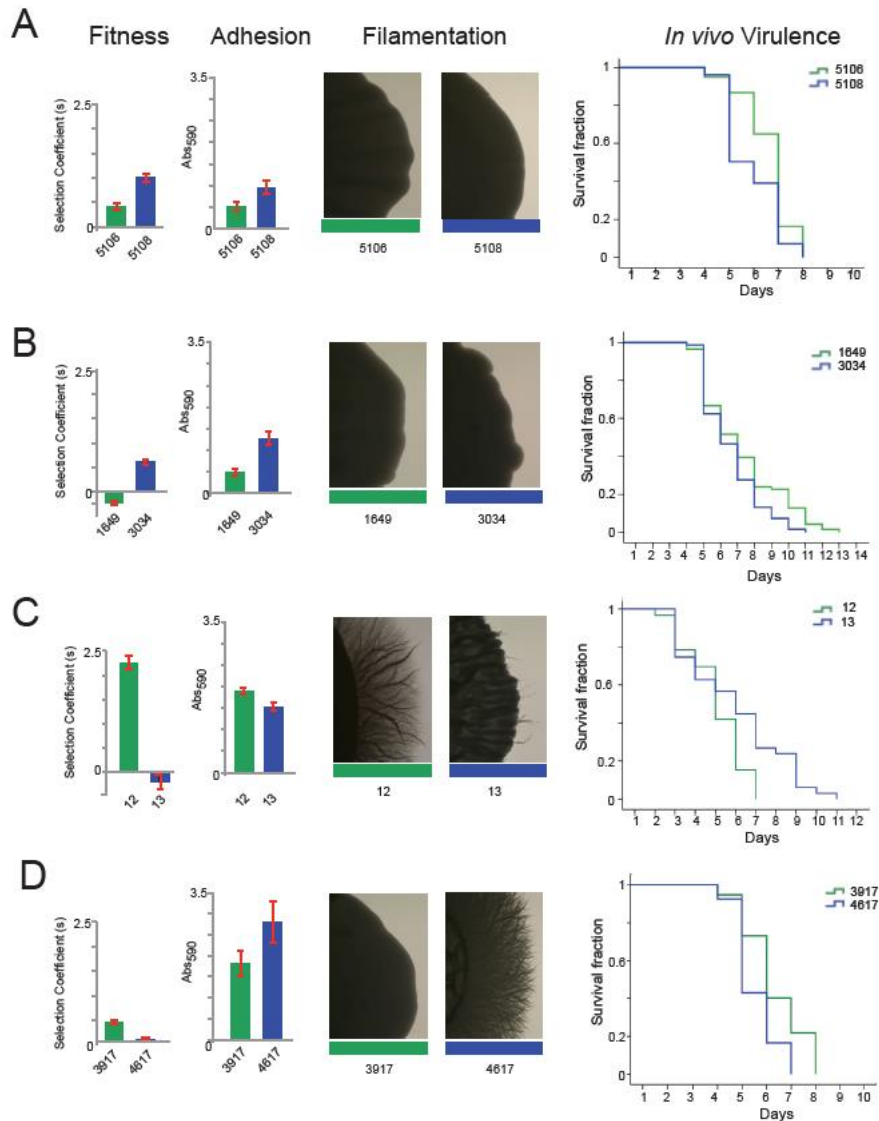 A
Fitness Adhesion Filamentation In vivo Virulence
Selection Coefficient (s)
2.5
0
5106 5108
Abs590
3.5
0
5106 5108
5106 5108
Survival fraction
1
0.6
0.2
0
5106
5108
1 2 3 4 5 6 7 8 9 10
Days
B
Selection Coefficient (s)
2.5
0
1649 3034
Abs590
3.5
0
1649 3034
1649 3034
Survival fraction
1
0.6
0.2
0
1649
3034
1 2 3 4 5 6 7 8 9 10 11 12 13 14
Days
C
Selection Coefficient (s)
2.5
0
12 13
Abs590
3.5
0
12 13
12 13
Survival fraction
1
0.6
0.2
0
12
13
1 2 3 4 5 6 7 8 9 10 11 12
Days
D
Selection Coefficient (s)
2.5
0
3917 4617
Abs590
3.5
0
3917 4617
3917 4617
Survival fraction
1
0.6
0.2
0
3917
4617
1 2 3 4 5 6 7 8 9 10
Days